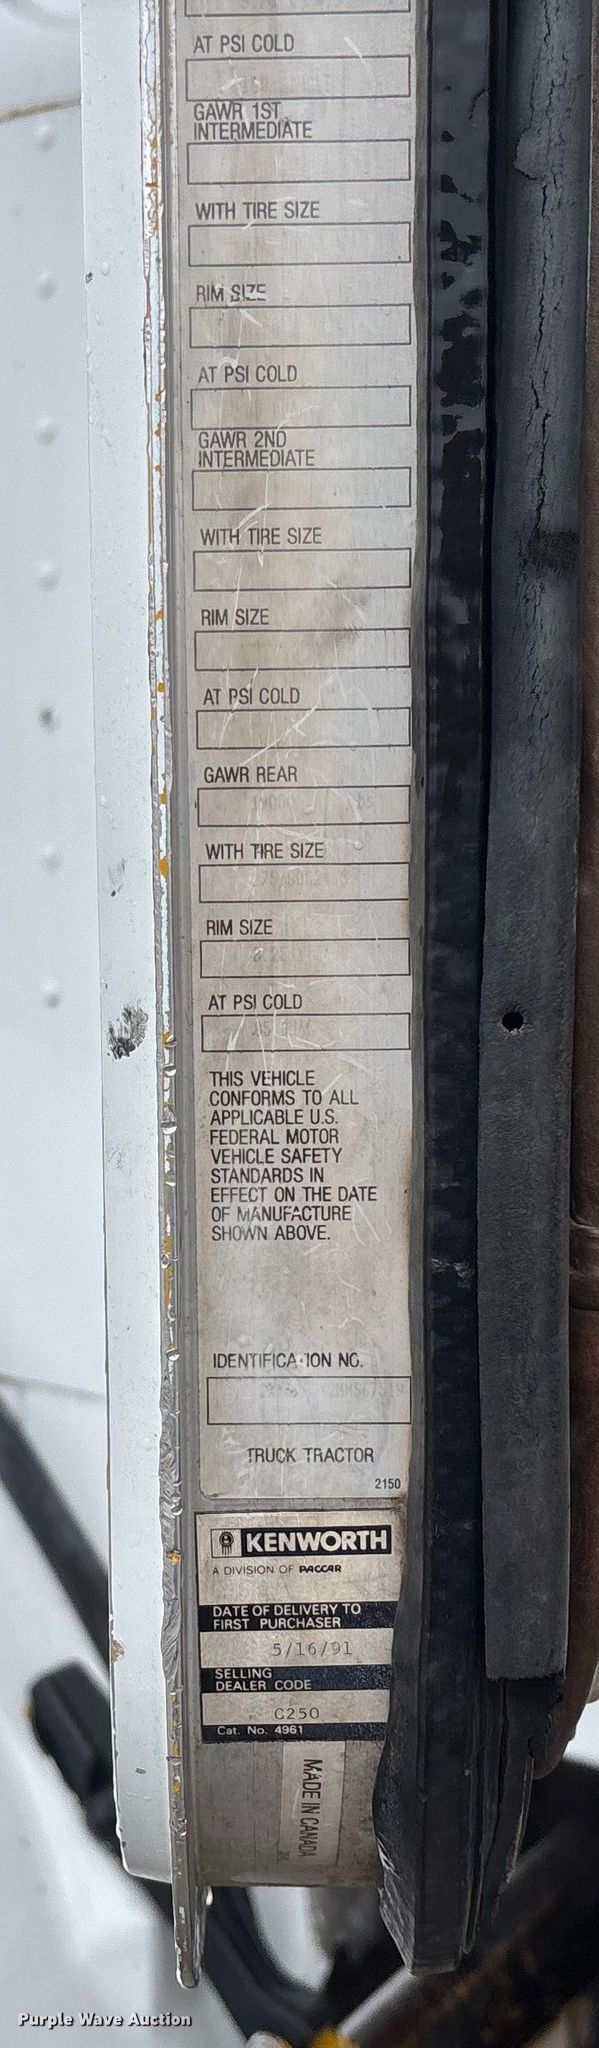 AT PSI COLD
GAWR 1ST
INTERMEDIATE
WITH TIRE SIZE
RIM SIZE
AT PSI COLD
GAWR 2ND
INTERMEDIATE
WITH TIRE SIZE
RIM SIZE
AT PSI COLD
GAWR REAR
WITH TIRE SIZE
RIM SIZE
AT PSI COLD
THIS VEHICLE
CONFORMS TO ALL
APPLICABLE U.S.
FEDERAL MOTOR
VEHICLE SAFETY
STANDARDS IN
EFFECT ON THE DATE
OF MANUFACTURE
SHOWN ABOVE.
IDENTIFICATION NO.
TRUCK TRACTOR
2150
KENWORTH
A DIVISION OF PACCAR
DATE OF DELIVERY TO
FIRST PURCHASER
5/16/91
SELLING
DEALER CODE
C250
Cat. No. 4961
MADE IN CANADA
Purple Wave Auction